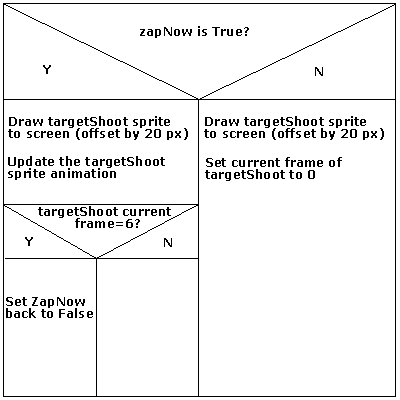 zapNow is True?
Y
N
Draw targetShoot sprite
to screen (offset by 20 px)
Update the targetShoot
sprite animation
Draw targetShoot sprite
to screen (offset by 20 px)
Set current frame of
targetShoot to 0
targetShoot current
frame=6?
Y
N
Set ZapNow
back to False